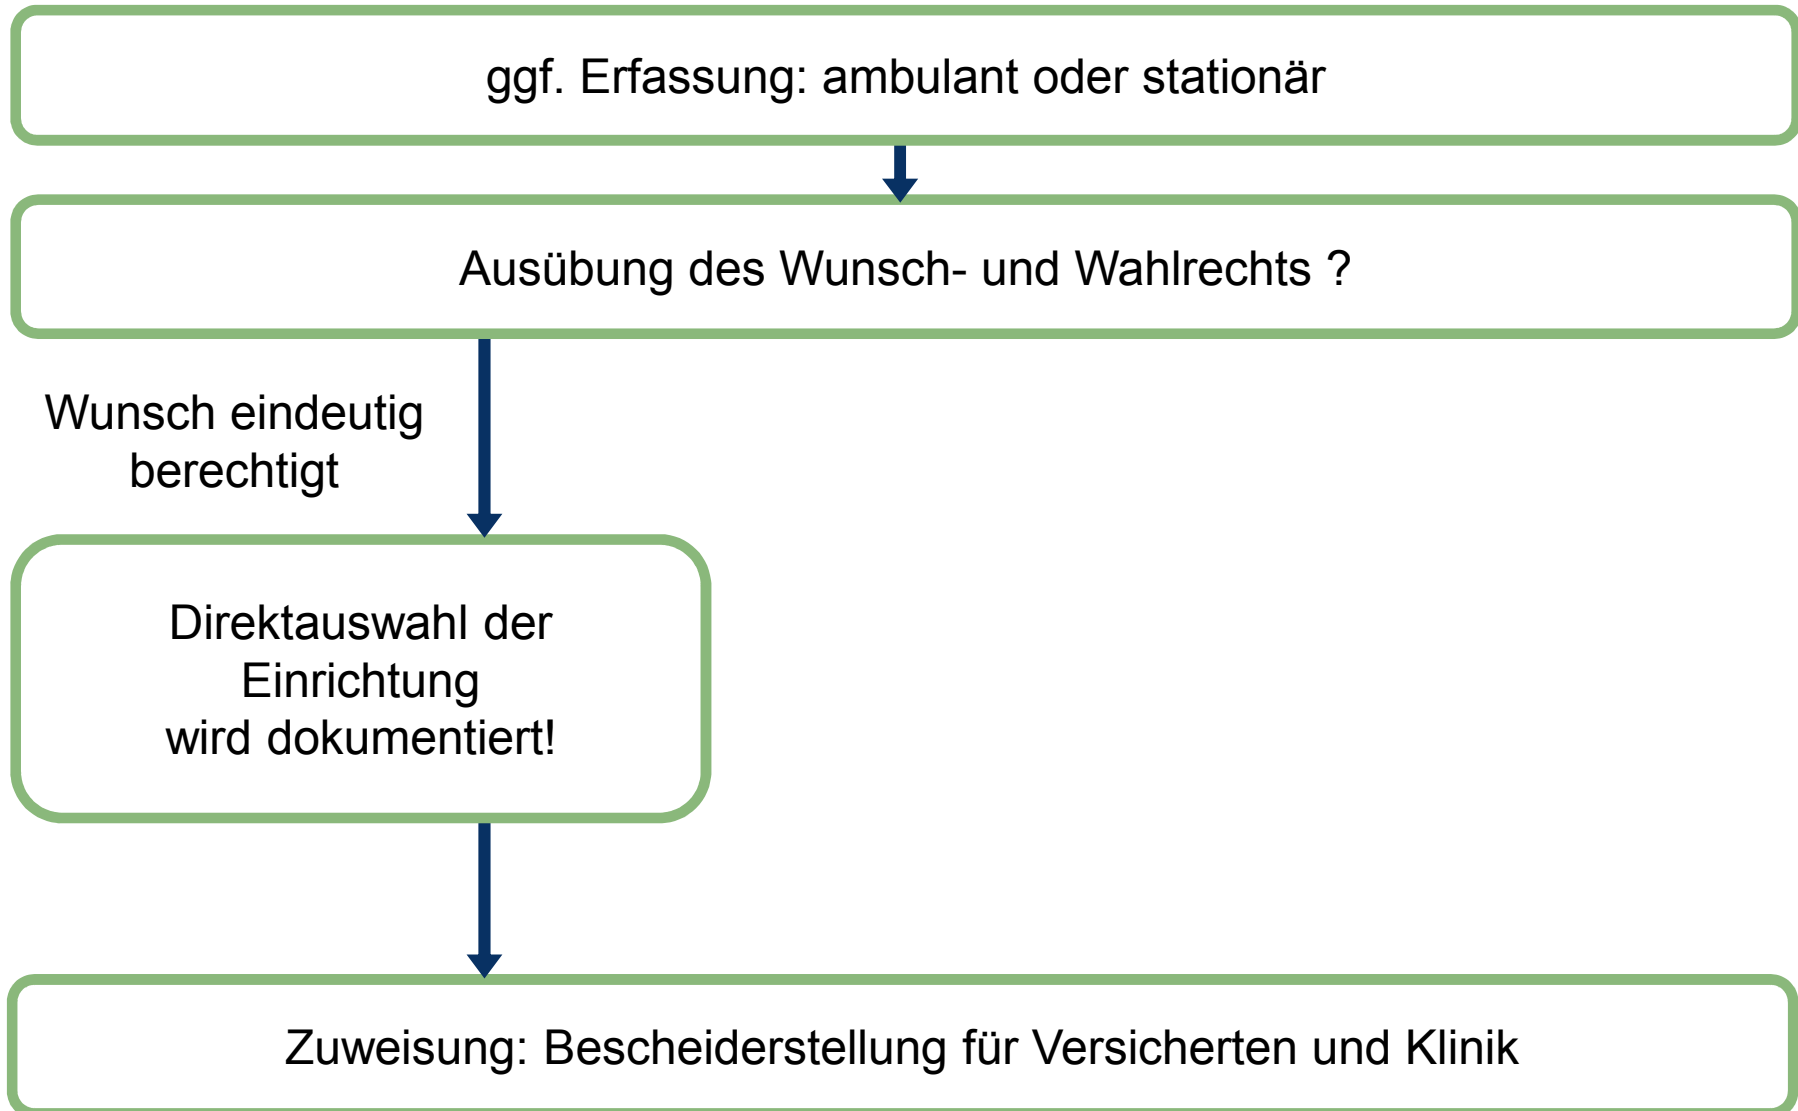 ggf. Erfassung: ambulant oder stationär
Ausübung des Wunsch- und Wahlrechts ?
Wunsch eindeutig
berechtigt
Direktauswahl der
Einrichtung
wird dokumentiert!
Zuweisung: Bescheiderstellung für Versicherten und Klinik